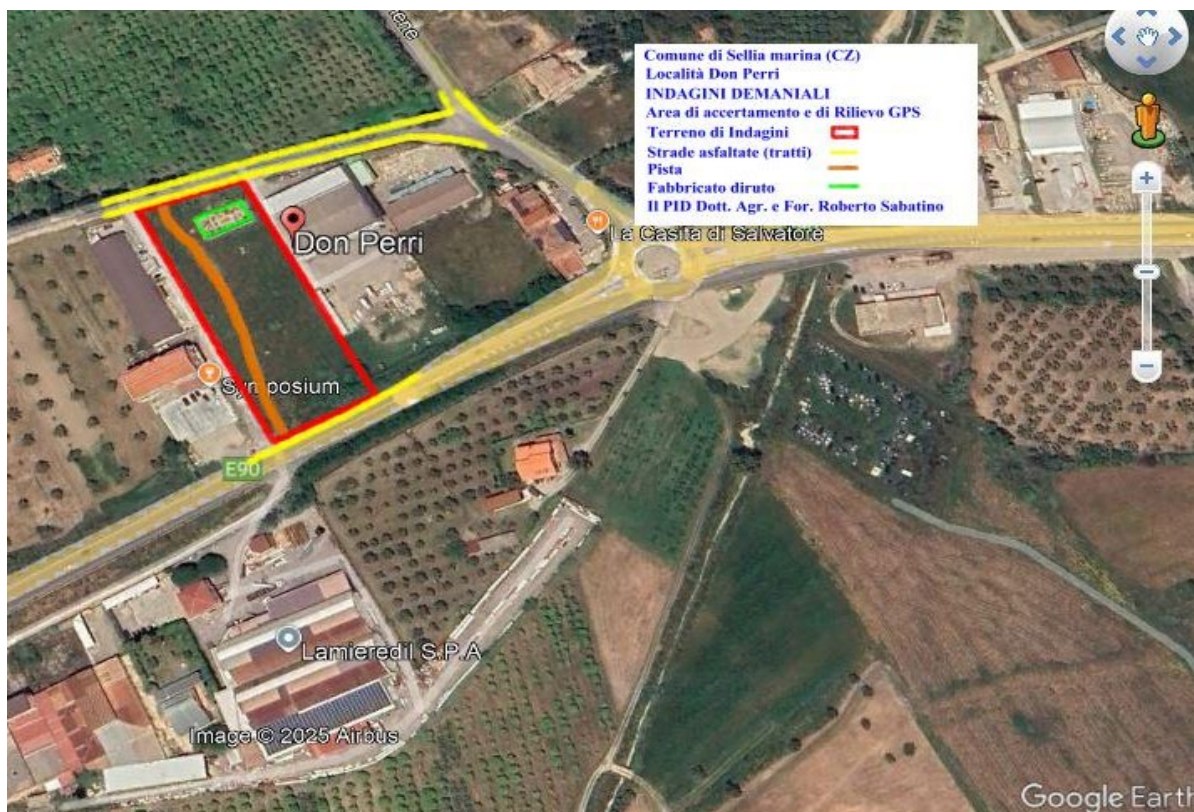 Comune di Sellia marina (CZ)
Località Don Perri
INDAGINI DEMANIALI
Area di accertamento e di Rilievo GPS
Terreno di Indagini
Strade asfaltate (tratti)
Pista
Fabbricato diruto
Il PID Dott. Agr. e For. Roberto Sabatino
Don Perri
La Casita di Salvatore
Symposium
E90
Lamieredil S.P.A
Image © 2025 Airbus
Google Earth